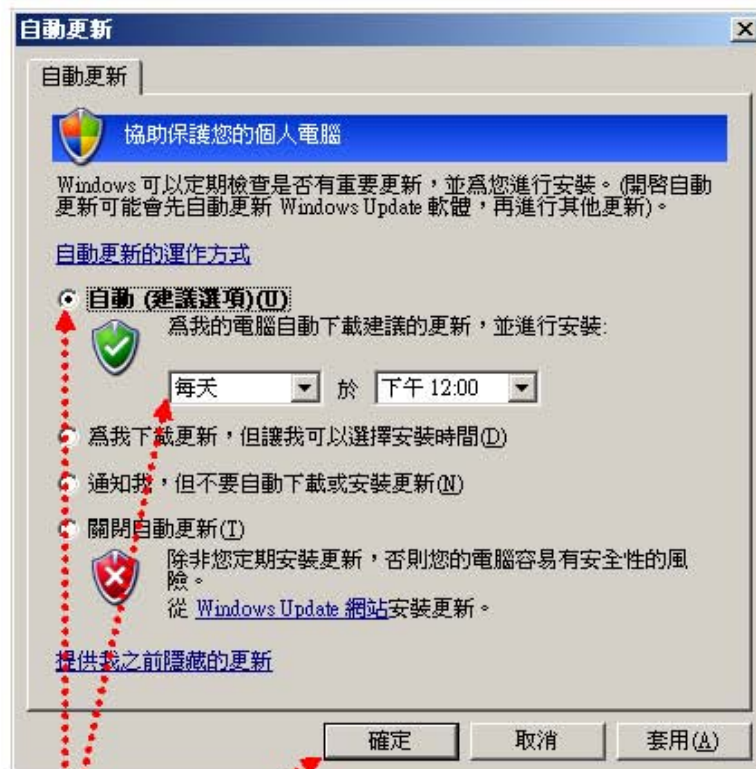 自動更新
自動更新
協助保護您的個人電腦
Windows 可以定期檢查是否有重要更新，並為您進行安裝。(開啟自動
更新可能會先自動更新 Windows Update 軟體，再進行其他更新)。
自動更新的運作方式
自動 (建議選項)(U)
為我的電腦自動下載建議的更新，並進行安裝:
每天 於 下午 12:00
為我下載更新，但讓我可以選擇安裝時間(D)
通知我，但不要自動下載或安裝更新(N)
關閉自動更新(T)
除非您定期安裝更新，否則您的電腦容易有安全性的風
險。
從 Windows Update 網站安裝更新。
提供我之前隱藏的更新
確定 取消 套用(A)